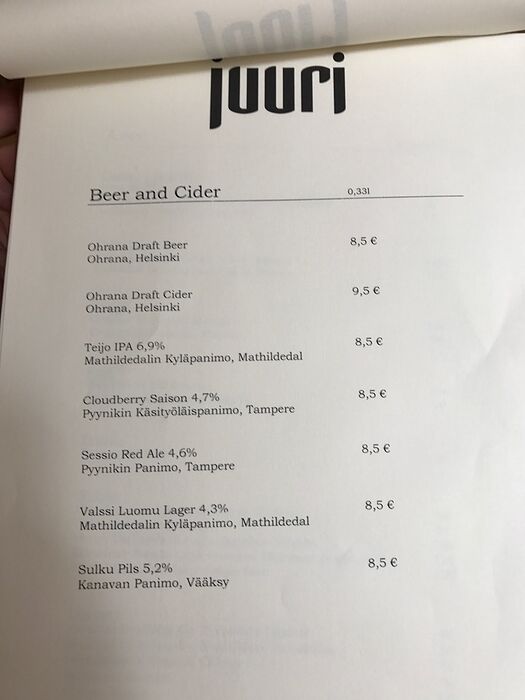 juuri
Beer and Cider 0,33l
Ohrana Draft Beer 8,5 €
Ohrana, Helsinki
Ohrana Draft Cider 9,5 €
Ohrana, Helsinki
Teijo IPA 6,9% 8,5 €
Mathildedalin Kyläpanimo, Mathildedal
Cloudberry Saison 4,7% 8,5 €
Pyynikin Käsityöläispanimo, Tampere
Sessio Red Ale 4,6% 8,5 €
Pyynikin Panimo, Tampere
Valssi Luomu Lager 4,3% 8,5 €
Mathildedalin Kyläpanimo, Mathildedal
Sulku Pils 5,2% 8,5 €
Kanavan Panimo, Vääksy